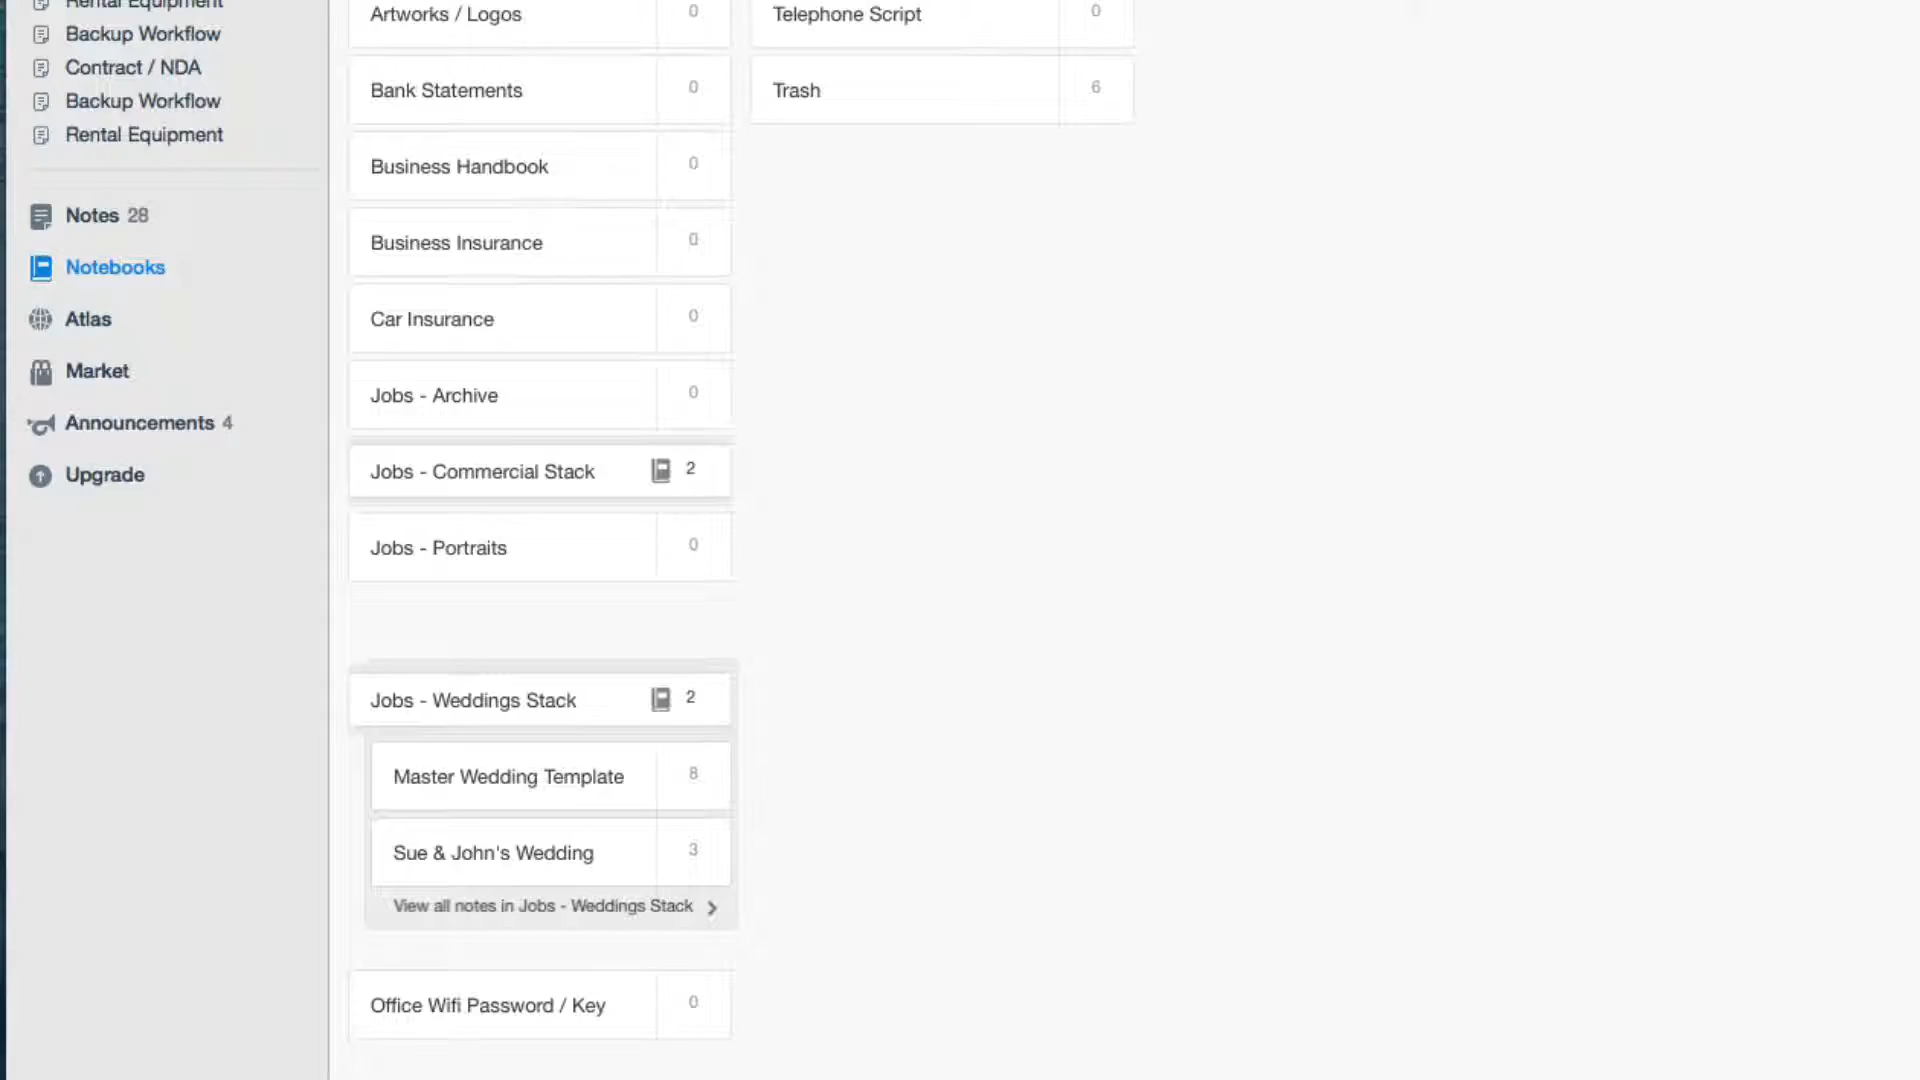 Rental Equipment
Backup Workflow
Contract / NDA
Backup Workflow
Rental Equipment
Notes 28
Notebooks
Atlas
Market
Announcements 4
Upgrade
Artworks / Logos 0
Bank Statements 0
Business Handbook 0
Business Insurance 0
Car Insurance 0
Jobs - Archive 0
Jobs - Commercial Stack 2
Jobs - Portraits 0
Jobs - Weddings Stack 2
Master Wedding Template 8
Sue & John's Wedding 3
View all notes in Jobs - Weddings Stack
Office Wifi Password / Key 0
Telephone Script 0
Trash 6